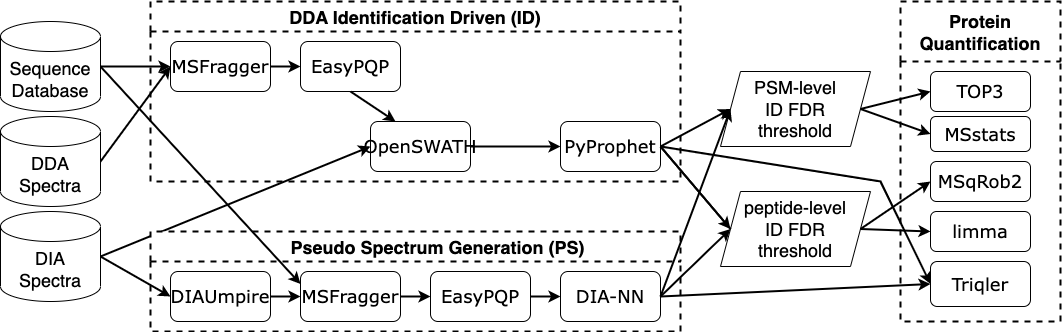 DDA Identification Driven (ID)
Protein
Quantification
Sequence
Database
MSFragger
EasyPQP
PSM-level
ID FDR
threshold
TOP3
MSstats
DDA
Spectra
OpenSWATH
PyProphet
MSqRob2
peptide-level
ID FDR
threshold
limma
DIA
Spectra
Pseudo Spectrum Generation (PS)
DIAUmpire
MSFragger
EasyPQP
DIA-NN
Triqler